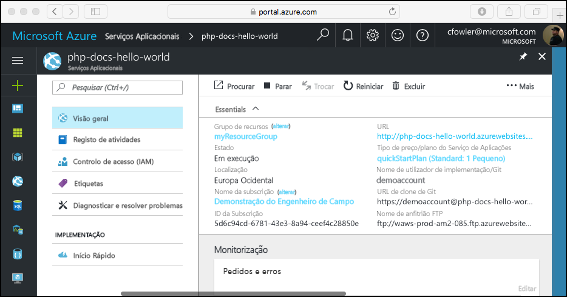 portal.azure.com
Microsoft Azure Serviços Aplicacionais > php-docs-hello-world
cfowler@microsoft.com
MICROSOFT
php-docs-hello-world
Serviços Aplicacionais
Pesquisar (Ctrl+/)
Visão geral
Registo de atividades
Controlo de acesso (IAM)
Etiquetas
Diagnosticar e resolver problemas
IMPLEMENTAÇÃO
Início Rápido
Procurar Parar Trocar Reiniciar Excluir ... Mais
Essentials
Grupo de recursos (alterar)
myResourceGroup
Estado
Em execução
Localização
Europa Ocidental
Nome da subscrição (alterar)
Demonstração do Engenheiro de Campo
ID da Subscrição
5d6c94cd-6781-43e3-8a94-ceef4c28850e
URL
http://php-docs-hello-world.azurewebsites,...
Tipo de preço/plano do Serviço de Aplicações
quickStartPlan (Standard: 1 Pequeno)
Nome de utilizador de implementação/Git
demoaccount
URL de clone de Git
https://demoaccount@php-docs-hello-wor...
Nome de anfitrião FTP
ftp://waws-prod-am2-085.ftp.azurewebsite...
Monitorização
Pedidos e erros
Editar